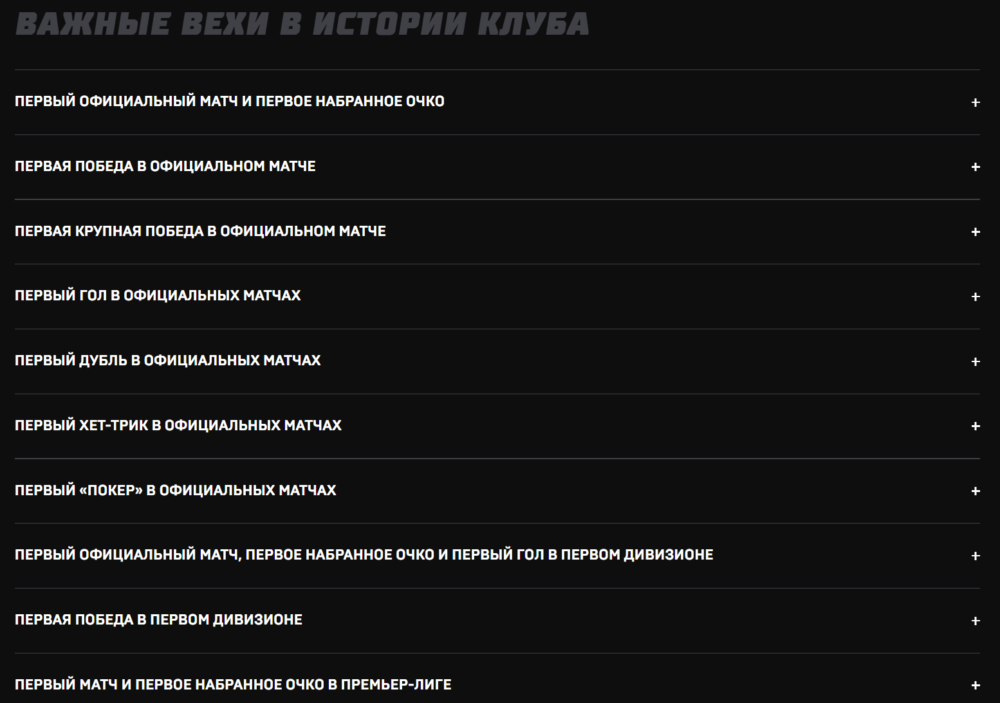 ВАЖНЫЕ ВЕХИ В ИСТОРИИ КЛУБА
ПЕРВЫЙ ОФИЦИАЛЬНЫЙ МАТЧ И ПЕРВОЕ НАБРАННОЕ ОЧКО +
ПЕРВАЯ ПОБЕДА В ОФИЦИАЛЬНОМ МАТЧЕ +
ПЕРВАЯ КРУПНАЯ ПОБЕДА В ОФИЦИАЛЬНОМ МАТЧЕ +
ПЕРВЫЙ ГОЛ В ОФИЦИАЛЬНЫХ МАТЧАХ +
ПЕРВЫЙ ДУБЛЬ В ОФИЦИАЛЬНЫХ МАТЧАХ +
ПЕРВЫЙ ХЕТ-ТРИК В ОФИЦИАЛЬНЫХ МАТЧАХ +
ПЕРВЫЙ «ПОКЕР» В ОФИЦИАЛЬНЫХ МАТЧАХ +
ПЕРВЫЙ ОФИЦИАЛЬНЫЙ МАТЧ, ПЕРВОЕ НАБРАННОЕ ОЧКО И ПЕРВЫЙ ГОЛ В ПЕРВОМ ДИВИЗИОНЕ +
ПЕРВАЯ ПОБЕДА В ПЕРВОМ ДИВИЗИОНЕ +
ПЕРВЫЙ МАТЧ И ПЕРВОЕ НАБРАННОЕ ОЧКО В ПРЕМЬЕР-ЛИГЕ +